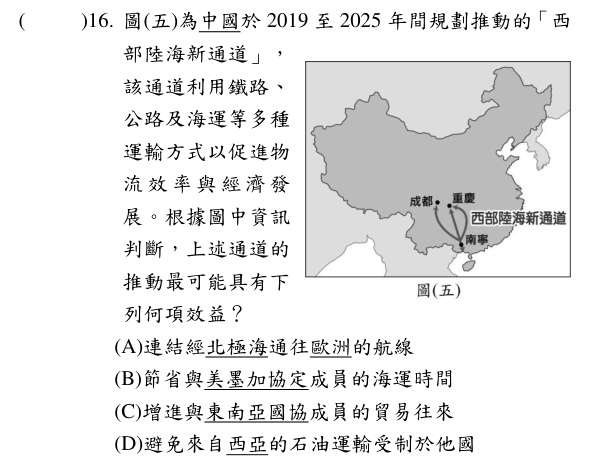 (　　)16. 圖(五)為中國於 2019 至 2025 年間規劃推動的「西
部陸海新通道」，
該通道利用鐵路、
公路及海運等多種
運輸方式以促進物
流效率與經濟發
展。根據圖中資訊
判斷，上述通道的
推動最可能具有下
列何項效益？
成都
重慶
西部陸海新通道
南寧
圖(五)
(A)連結經北極海通往歐洲的航線
(B)節省與美墨加協定成員的海運時間
(C)增進與東南亞國協成員的貿易往來
(D)避免來自西亞的石油運輸受制於他國